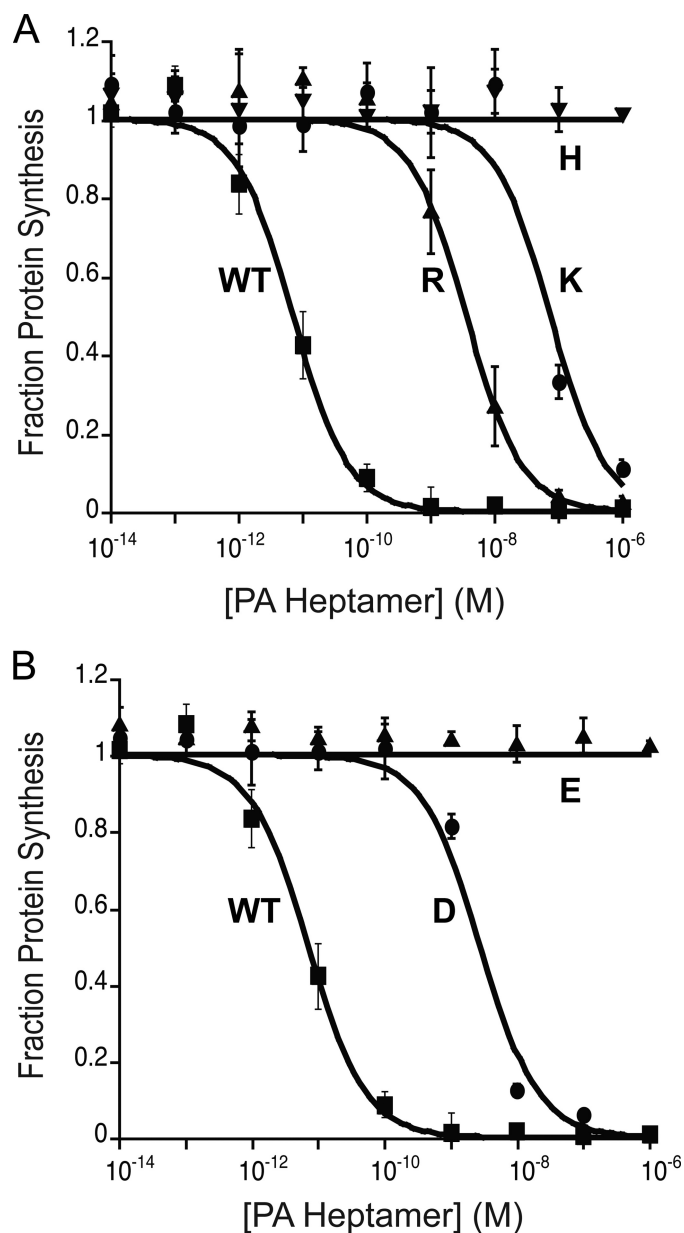 A
1.2
1
0.8
0.6
0.4
0.2
0
Fraction Protein Synthesis
WT
R
K
H
10-14
10-12
10-10
10-8
10-6
[PA Heptamer] (M)
B
1.2
1
0.8
0.6
0.4
0.2
0
Fraction Protein Synthesis
WT
D
E
10-14
10-12
10-10
10-8
10-6
[PA Heptamer] (M)